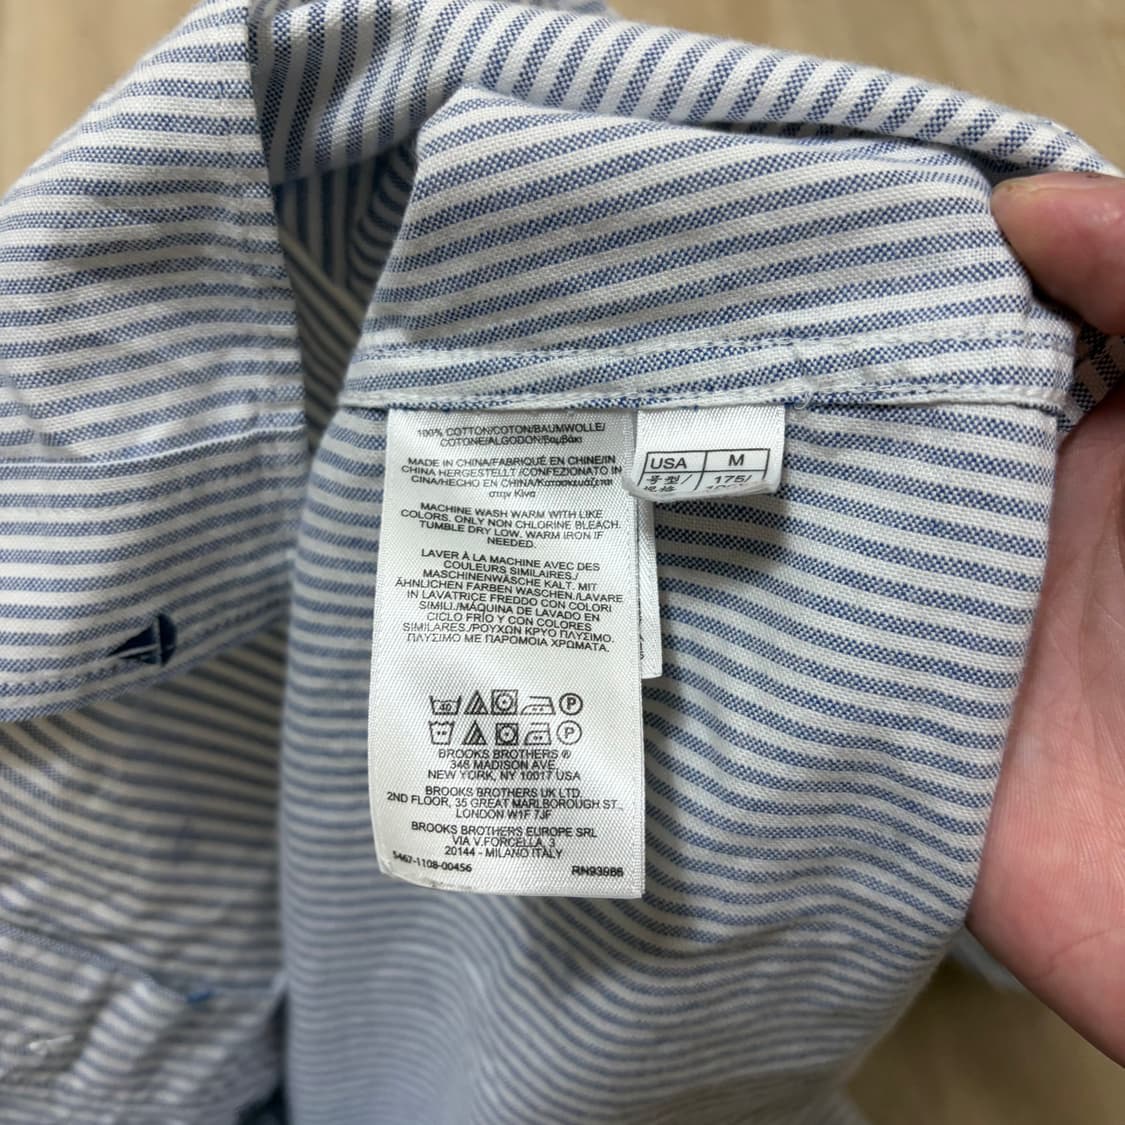 100% COTTON/COTON/BAUMWOLLE/
COTONE/ALGODON/βαμβάκι
MADE IN CHINA/FABRIQUÉ EN CHINE/IN
CHINA HERGESTELLT/CONFEZIONATO IN
CINA/HECHO EN CHINA/Κατασκευάζεται
στην Κίνα
MACHINE WASH WARM WITH LIKE
COLORS. ONLY NON CHLORINE BLEACH.
TUMBLE DRY LOW. WARM IRON IF
NEEDED.
LAVER À LA MACHINE AVEC DES
COULEURS SIMILAIRES./
MASCHINENWÄSCHE KALT. MIT
ÄHNLICHEN FARBEN WASCHEN./LAVARE
IN LAVATRICE FREDDO CON COLORI
SIMILI./MÁQUINA DE LAVADO EN
CICLO FRÍO Y CON COLORES
SIMILARES./ΡΟΥΧΩΝ ΚΡΥΟ ΠΛΥΣΙΜΟ.
ΠΛΥΣΙΜΟ ΜΕ ΠΑΡΟΜΟΙΑ ΧΡΩΜΑΤΑ.
40 P
P
BROOKS BROTHERS ®
346 MADISON AVE.
NEW YORK, NY 10017 USA
BROOKS BROTHERS UK LTD.
2ND FLOOR, 35 GREAT MARLBOROUGH ST.,
LONDON W1F 7JF
BROOKS BROTHERS EUROPE SRL
VIA V.FORCELLA, 3
20144 - MILANO ITALY
5467-1108-00456 RN93986
USA M
号型/ 175/
规格